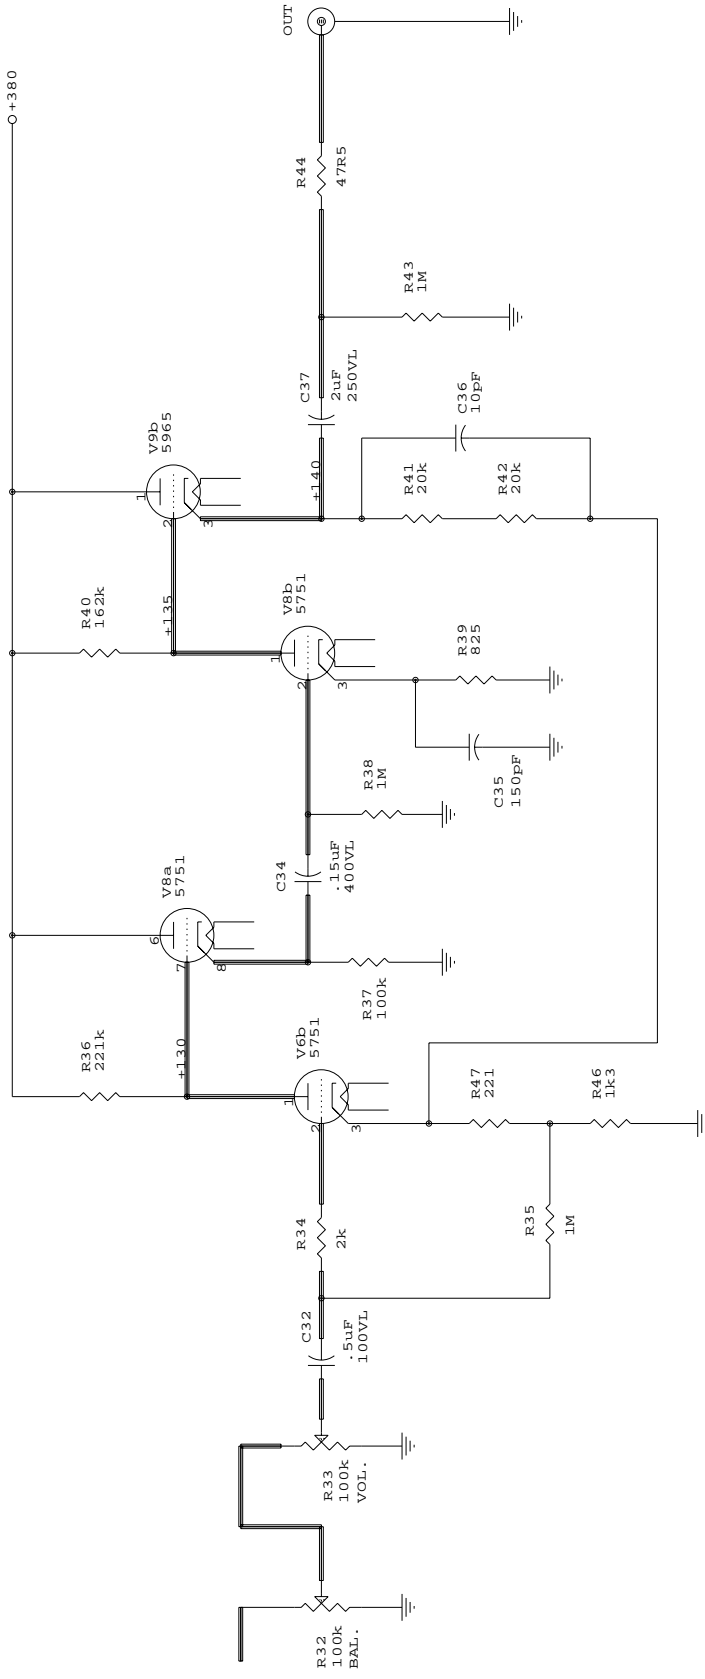 OUT
+380
R44
47R5
R43
1M
C37
2uF
250VL
C36
10pF
V9b
5965
1
2
3
+140
R41
20k
R42
20k
R40
162k
+135
V8b
5751
1
2
3
R39
825
C35
150pF
R38
1M
C34
.15uF
400VL
V8a
5751
6
7
8
R37
100k
R36
221k
+130
V6b
5751
1
2
3
R47
221
R46
1k3
R34
2k
R35
1M
C32
.5uF
100VL
R33
100k
VOL.
R32
100k
BAL.